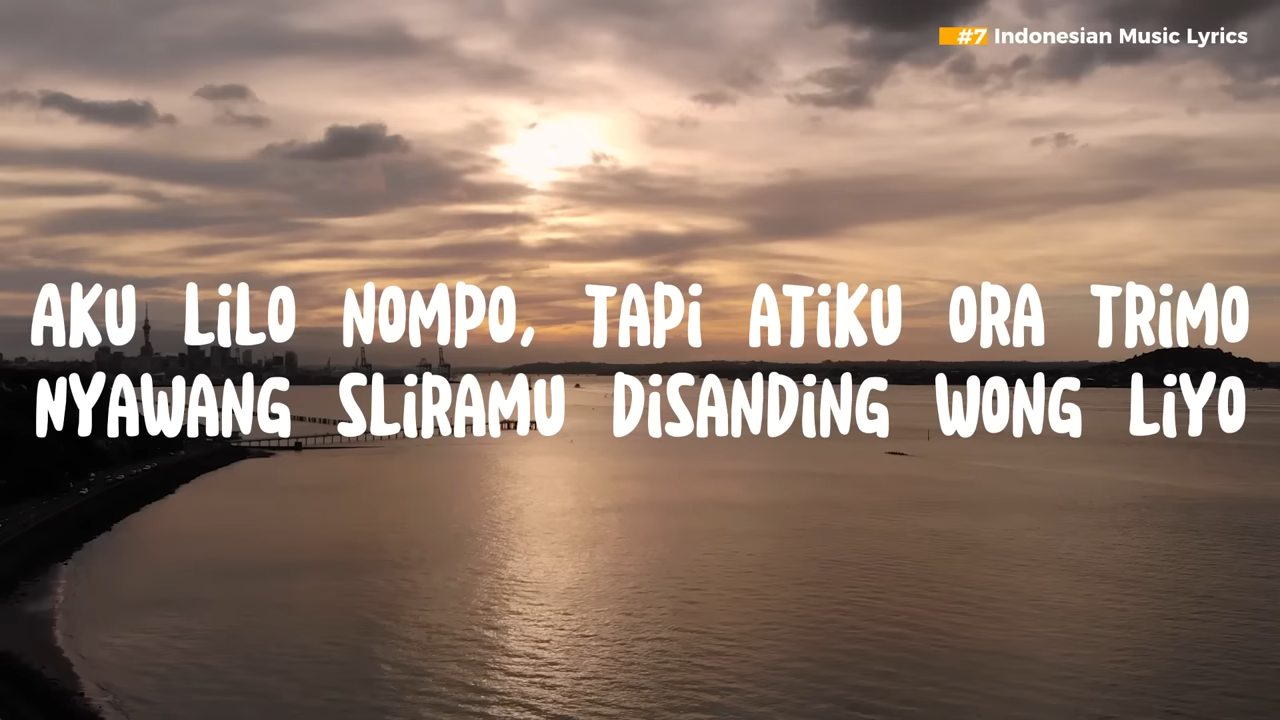 #7 Indonesian Music Lyrics
AKU LiLO NOMPO, TAPi ATiKU ORA TRiMO
NYAWANG SLiRAMU DiSANDiNG WONG LiYO